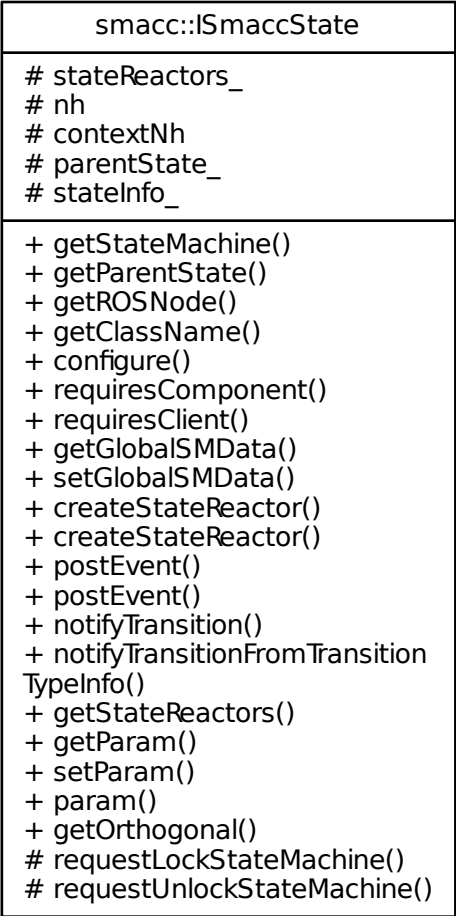 smacc::ISmaccState
# stateReactors_
# nh
# contextNh
# parentState_
# stateInfo_
+ getStateMachine()
+ getParentState()
+ getROSNode()
+ getClassName()
+ configure()
+ requiresComponent()
+ requiresClient()
+ getGlobalSMData()
+ setGlobalSMData()
+ createStateReactor()
+ createStateReactor()
+ postEvent()
+ postEvent()
+ notifyTransition()
+ notifyTransitionFromTransition
TypeInfo()
+ getStateReactors()
+ getParam()
+ setParam()
+ param()
+ getOrthogonal()
# requestLockStateMachine()
# requestUnlockStateMachine()